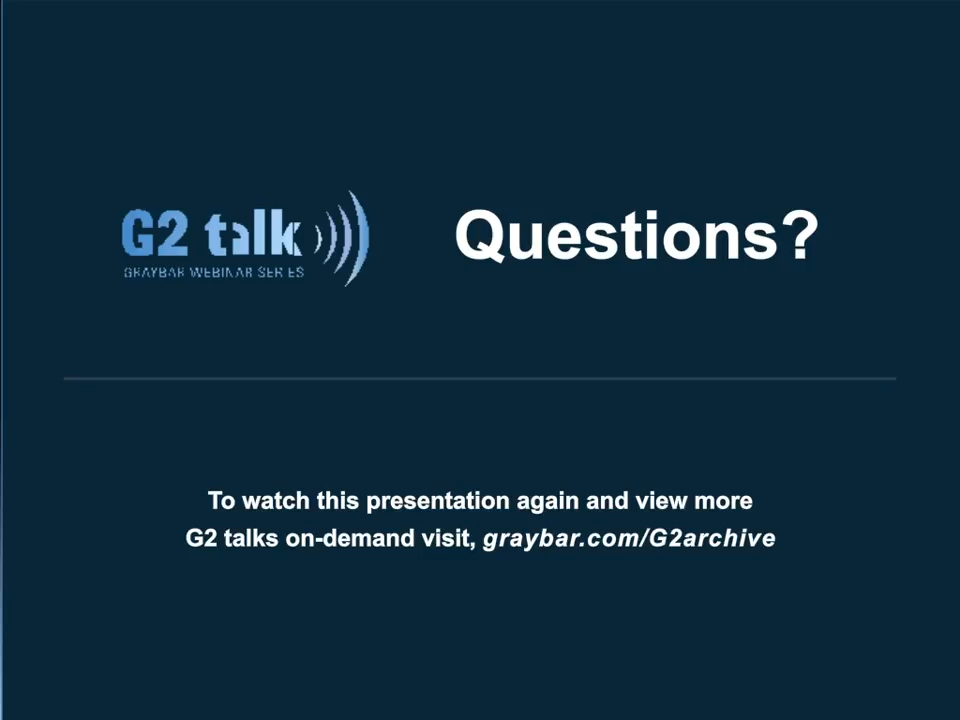 G2 talk
GRAYBAR WEBINAR SERIES
Questions?
To watch this presentation again and view more
G2 talks on-demand visit, graybar.com/G2archive